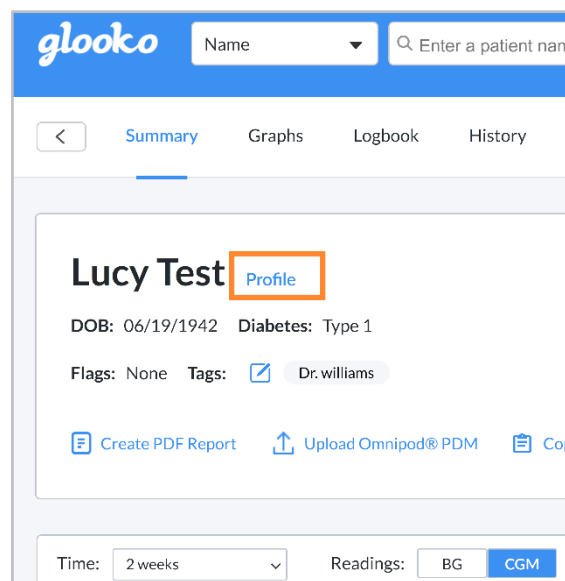 glooko Name Enter a patient nan
Summary Graphs Logbook History
Lucy Test Profile
DOB: 06/19/1942 Diabetes: Type 1
Flags: None Tags: Dr. williams
Create PDF Report Upload Omnipod® PDM Co
Time: 2 weeks Readings: BG CGM